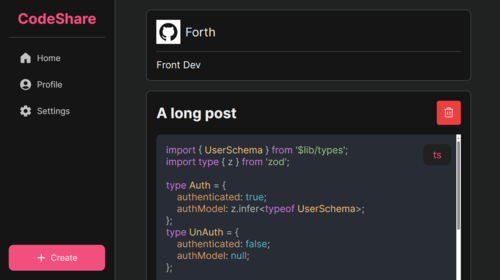 CodeShare
Home
Profile
Settings
Create
Forth
Front Dev
A long post
ts
import { UserSchema } from '$lib/types';
import type { z } from 'zod';
type Auth = {
authenticated: true;
authModel: z.infer<typeof UserSchema>;
};
type UnAuth = {
authenticated: false;
authModel: null;
};